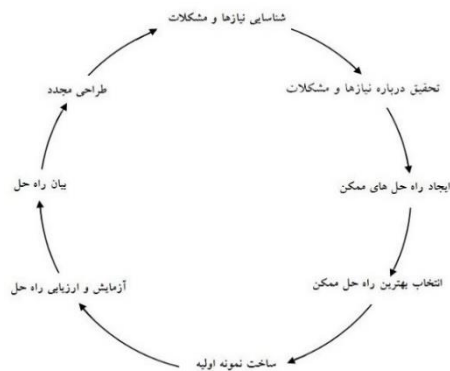 شناسایی نیازها و مشکلات
تحقیق درباره نیازها و مشکلات
ایجاد راه حل های ممکن
انتخاب بهترین راه حل ممکن
ساخت نمونه اولیه
آزمایش و ارزیابی راه حل
بیان راه حل
طراحی مجدد